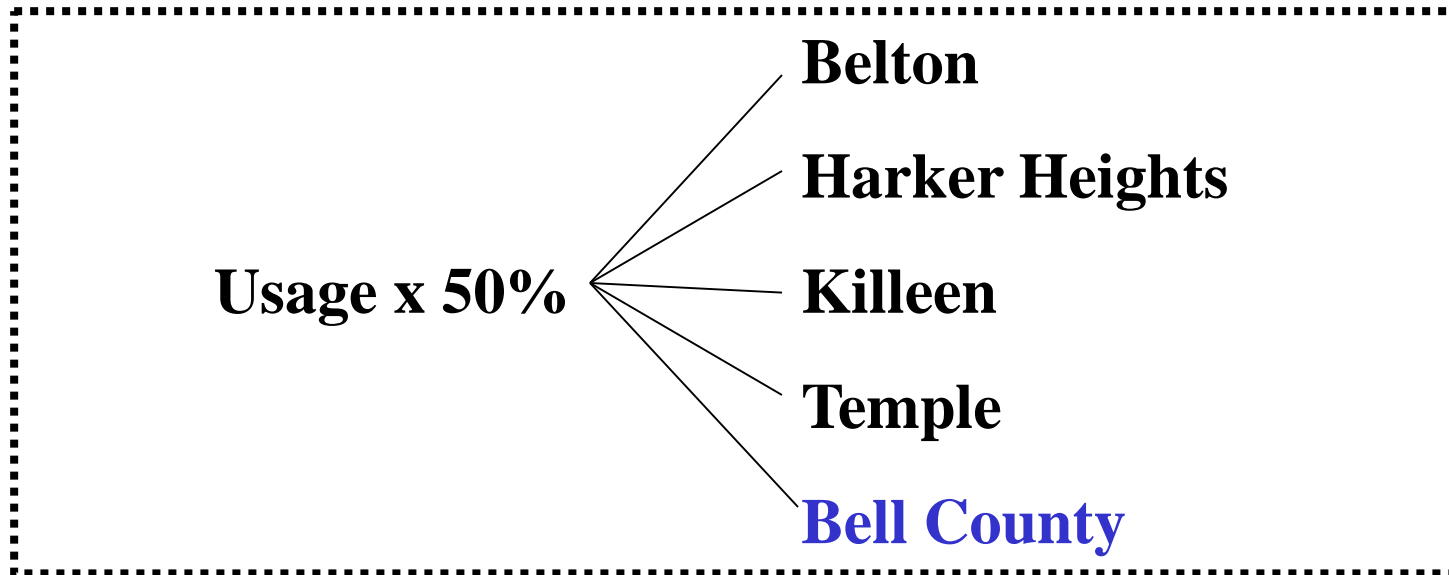 Belton
Harker Heights
Usage x 50%
Killeen
Temple
Bell County